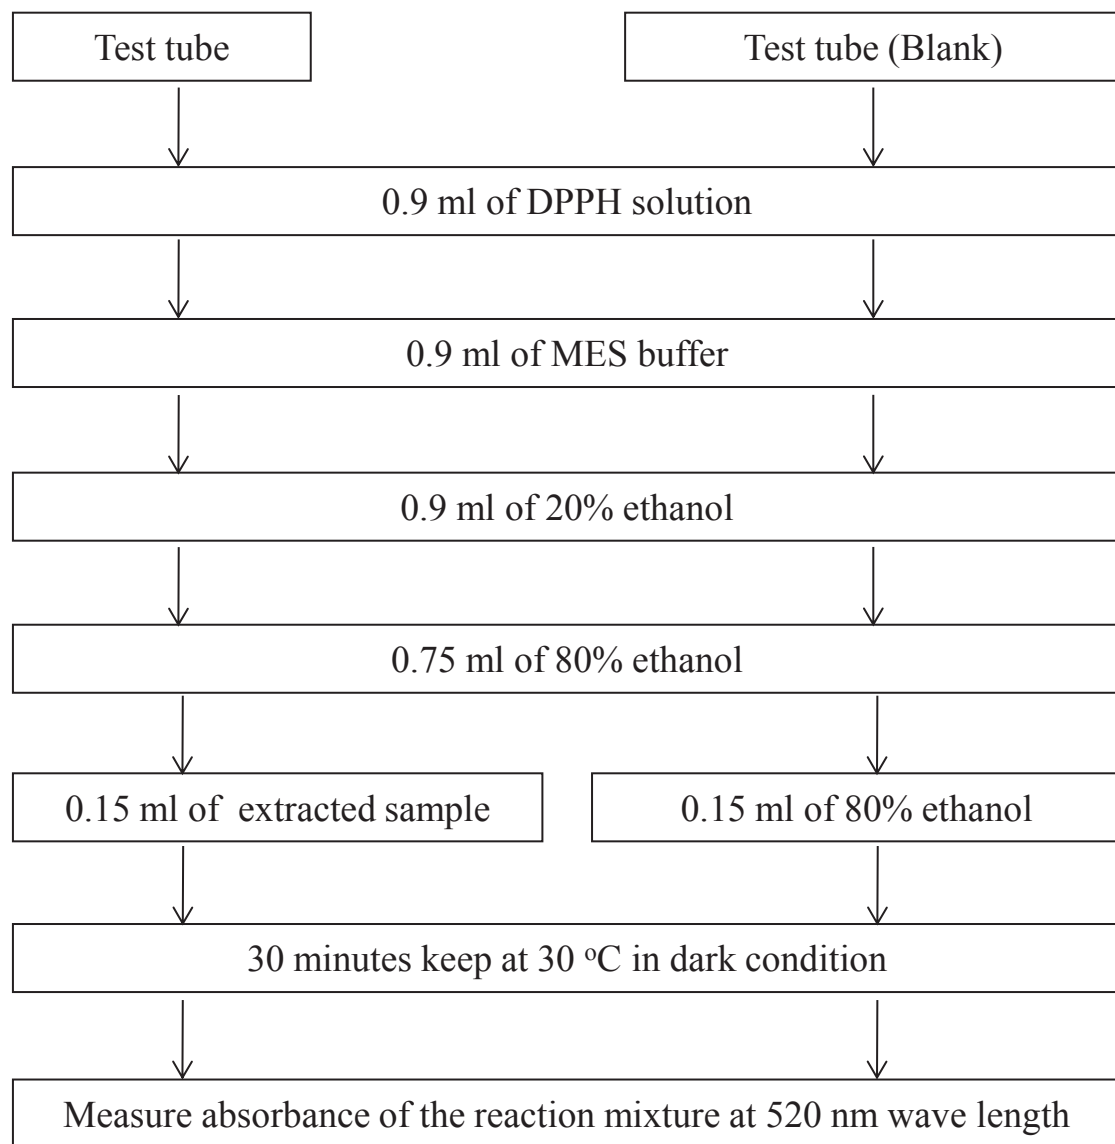 Test tube
Test tube (Blank)
0.9 ml of DPPH solution
0.9 ml of MES buffer
0.9 ml of 20% ethanol
0.75 ml of 80% ethanol
0.15 ml of  extracted sample
0.15 ml of 80% ethanol
30 minutes keep at 30 ºC in dark condition
Measure absorbance of the reaction mixture at 520 nm wave length